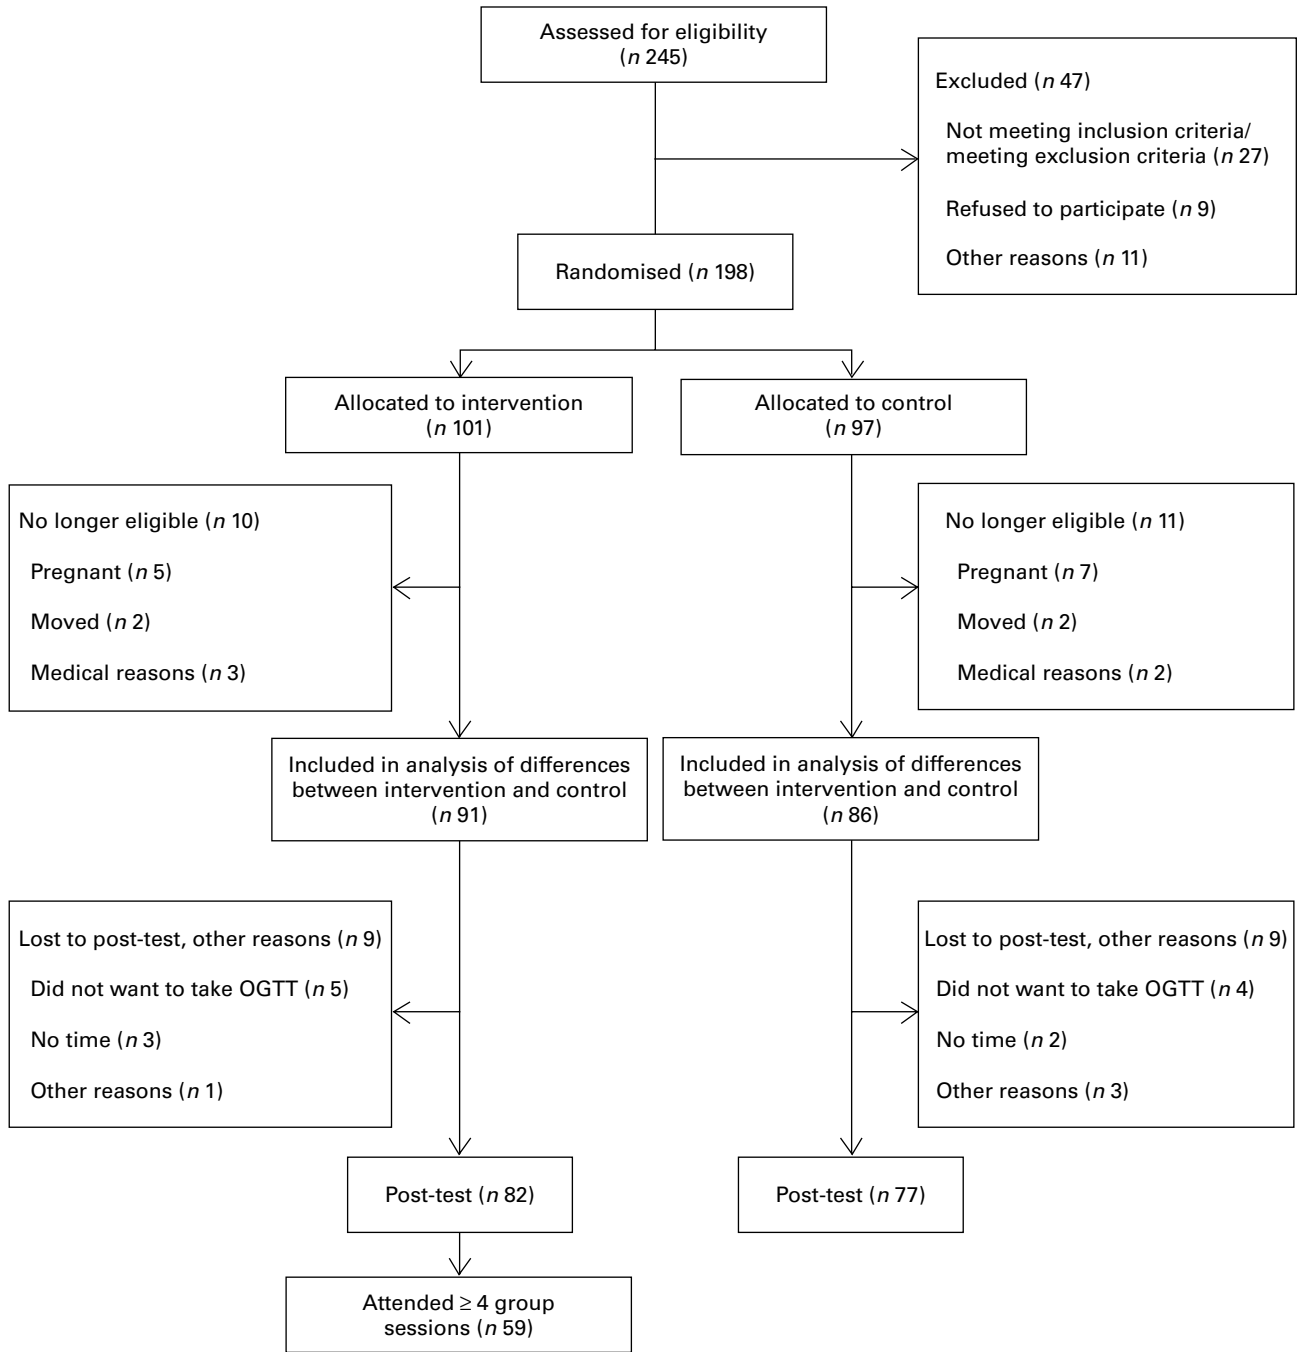 Assessed for eligibility
(n 245)
Excluded (n 47)
Not meeting inclusion criteria/
meeting exclusion criteria (n 27)
Refused to participate (n 9)
Other reasons (n 11)
Randomised (n 198)
Allocated to intervention
(n 101)
Allocated to control
(n 97)
No longer eligible (n 10)
Pregnant (n 5)
Moved (n 2)
Medical reasons (n 3)
No longer eligible (n 11)
Pregnant (n 7)
Moved (n 2)
Medical reasons (n 2)
Included in analysis of differences
between intervention and control
(n 91)
Included in analysis of differences
between intervention and control
(n 86)
Lost to post-test, other reasons (n 9)
Did not want to take OGTT (n 5)
No time (n 3)
Other reasons (n 1)
Lost to post-test, other reasons (n 9)
Did not want to take OGTT (n 4)
No time (n 2)
Other reasons (n 3)
Post-test (n 82)
Post-test (n 77)
Attended ≥ 4 group
sessions (n 59)